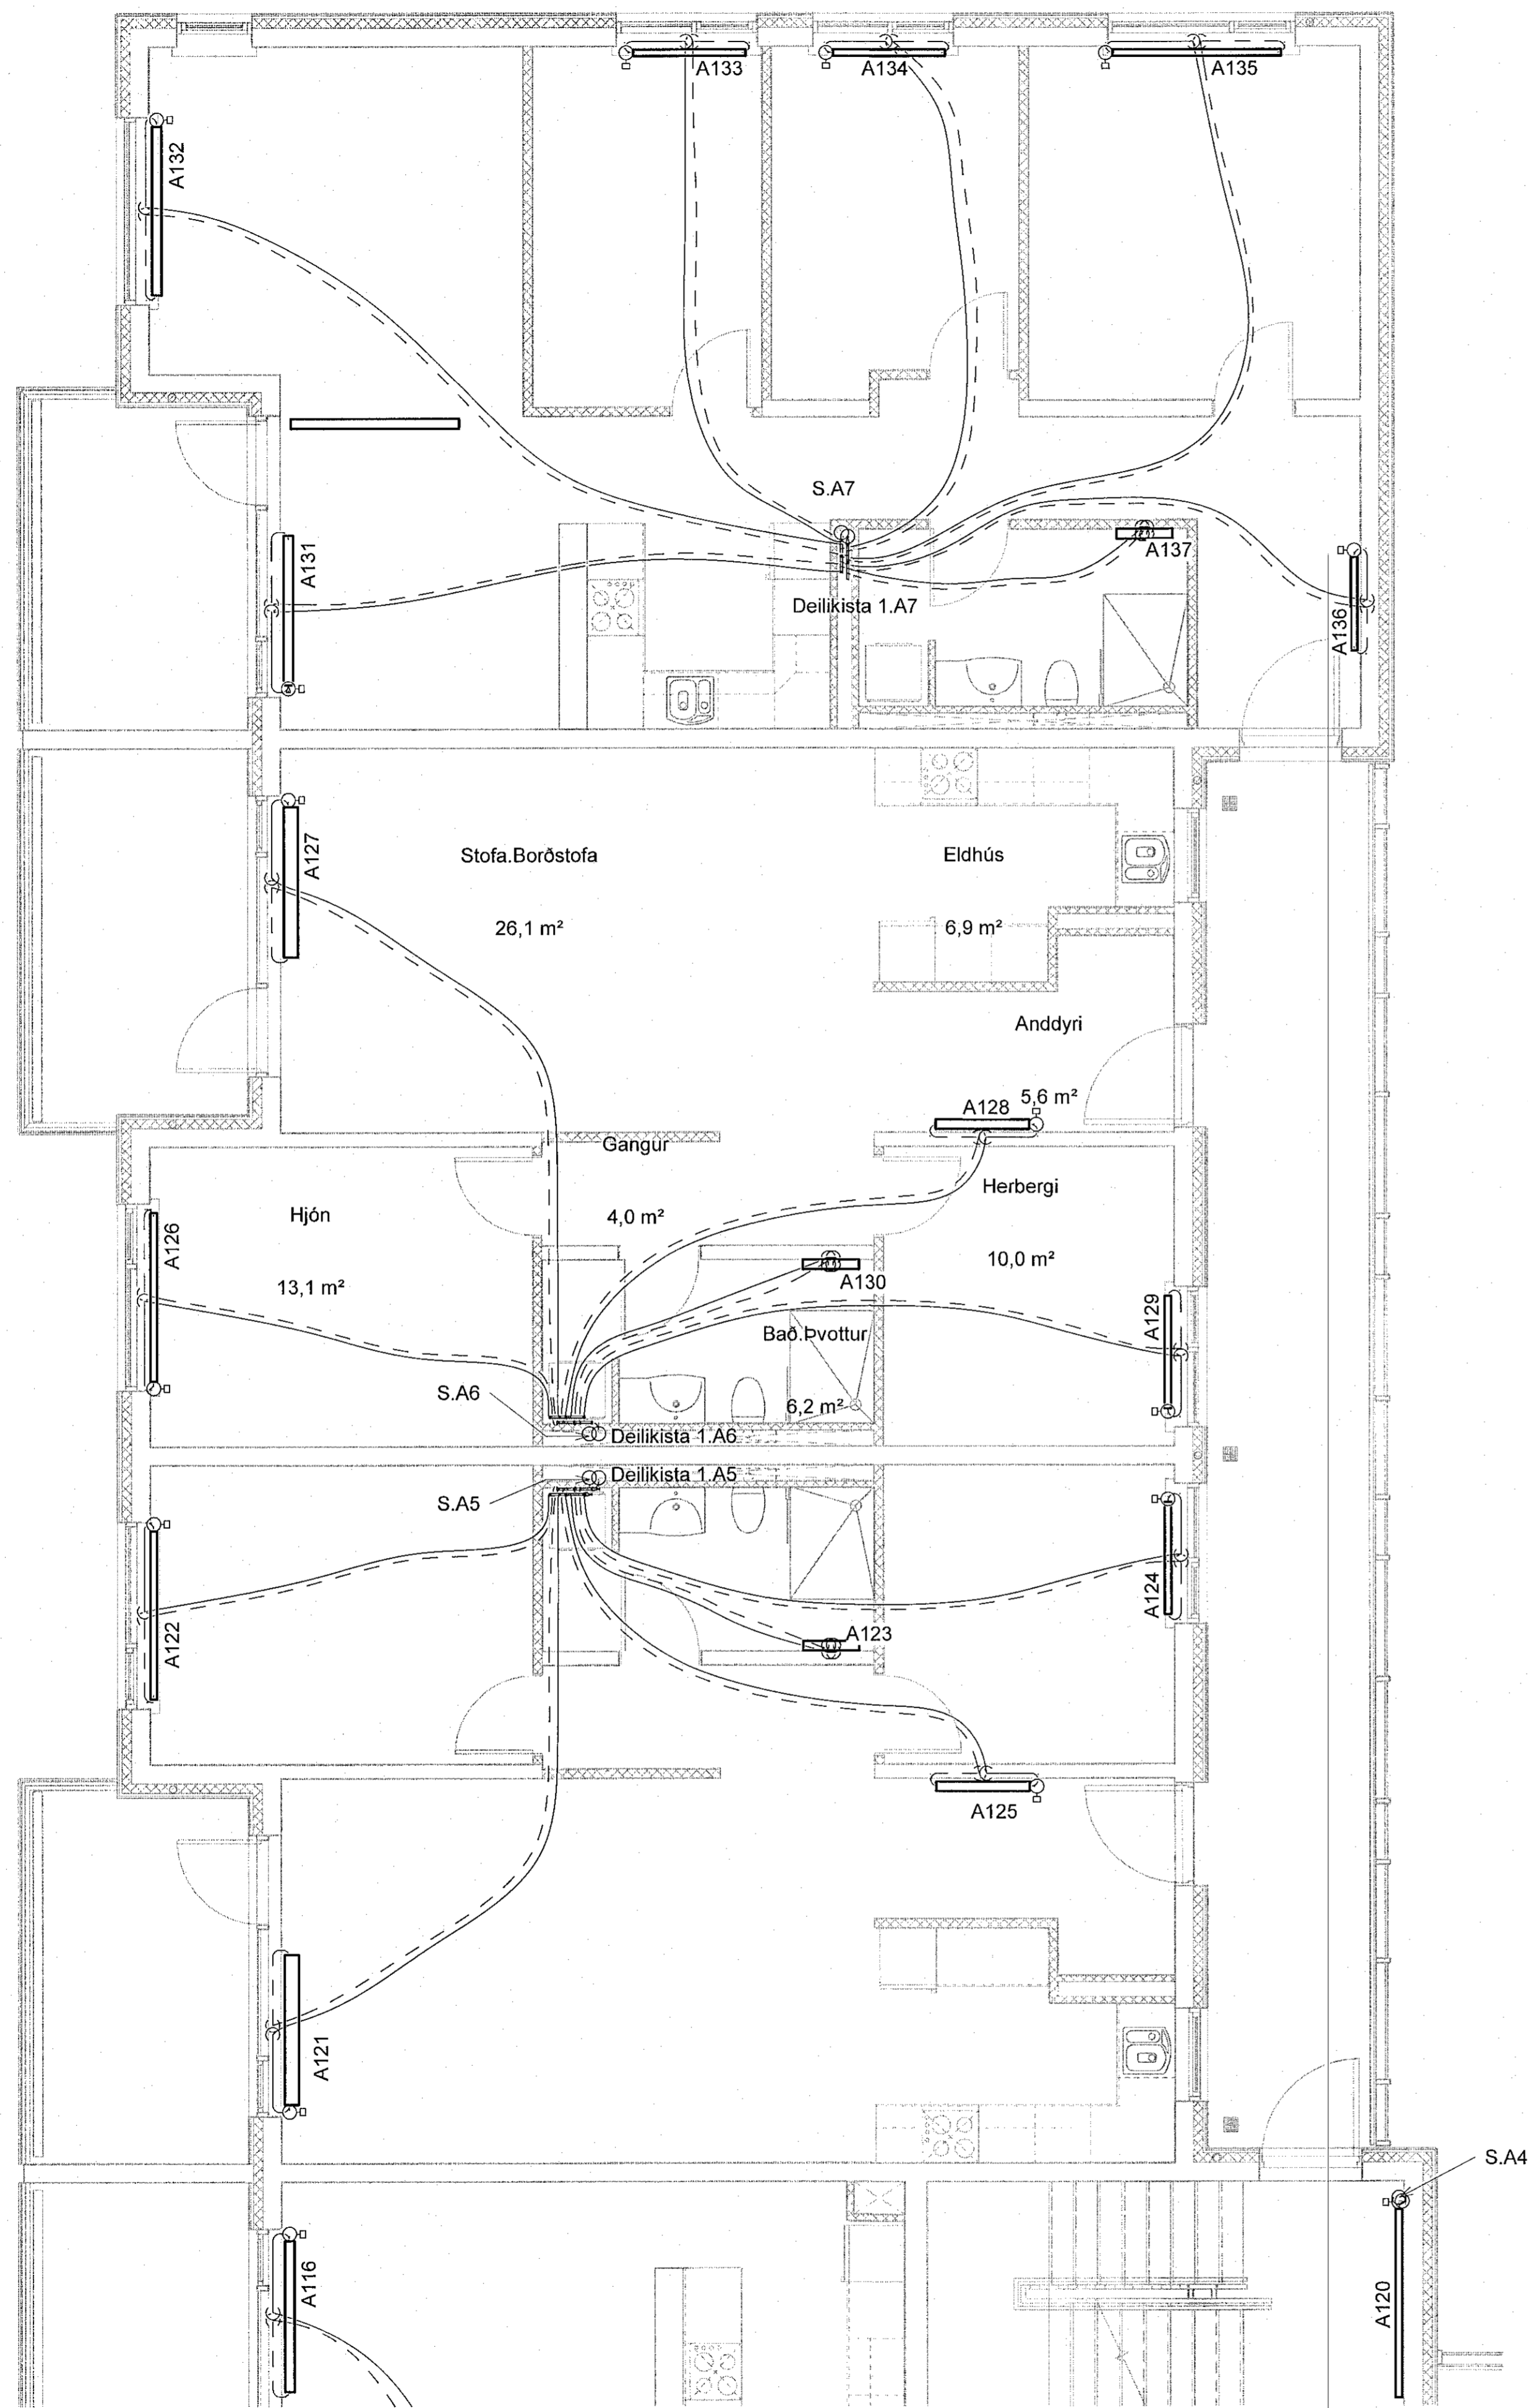 A133
A134
A135
A132
S.A7
A131
A137
Deilikista 1.A7
A136
A127
Stofa.Borðstofa
Eldhús
26,1 m²
6,9 m²
Anddyri
5,6 m²
A128
Gangur
Herbergi
Hjón
4,0 m²
A126
10,0 m²
13,1 m²
A130
A129
Bað.Þvottur
S.A6
6,2 m²
Deilikista 1.A6
Deilikista 1.A5
S.A5
A124
A123
A122
A125
A121
S.A4
A116
A120